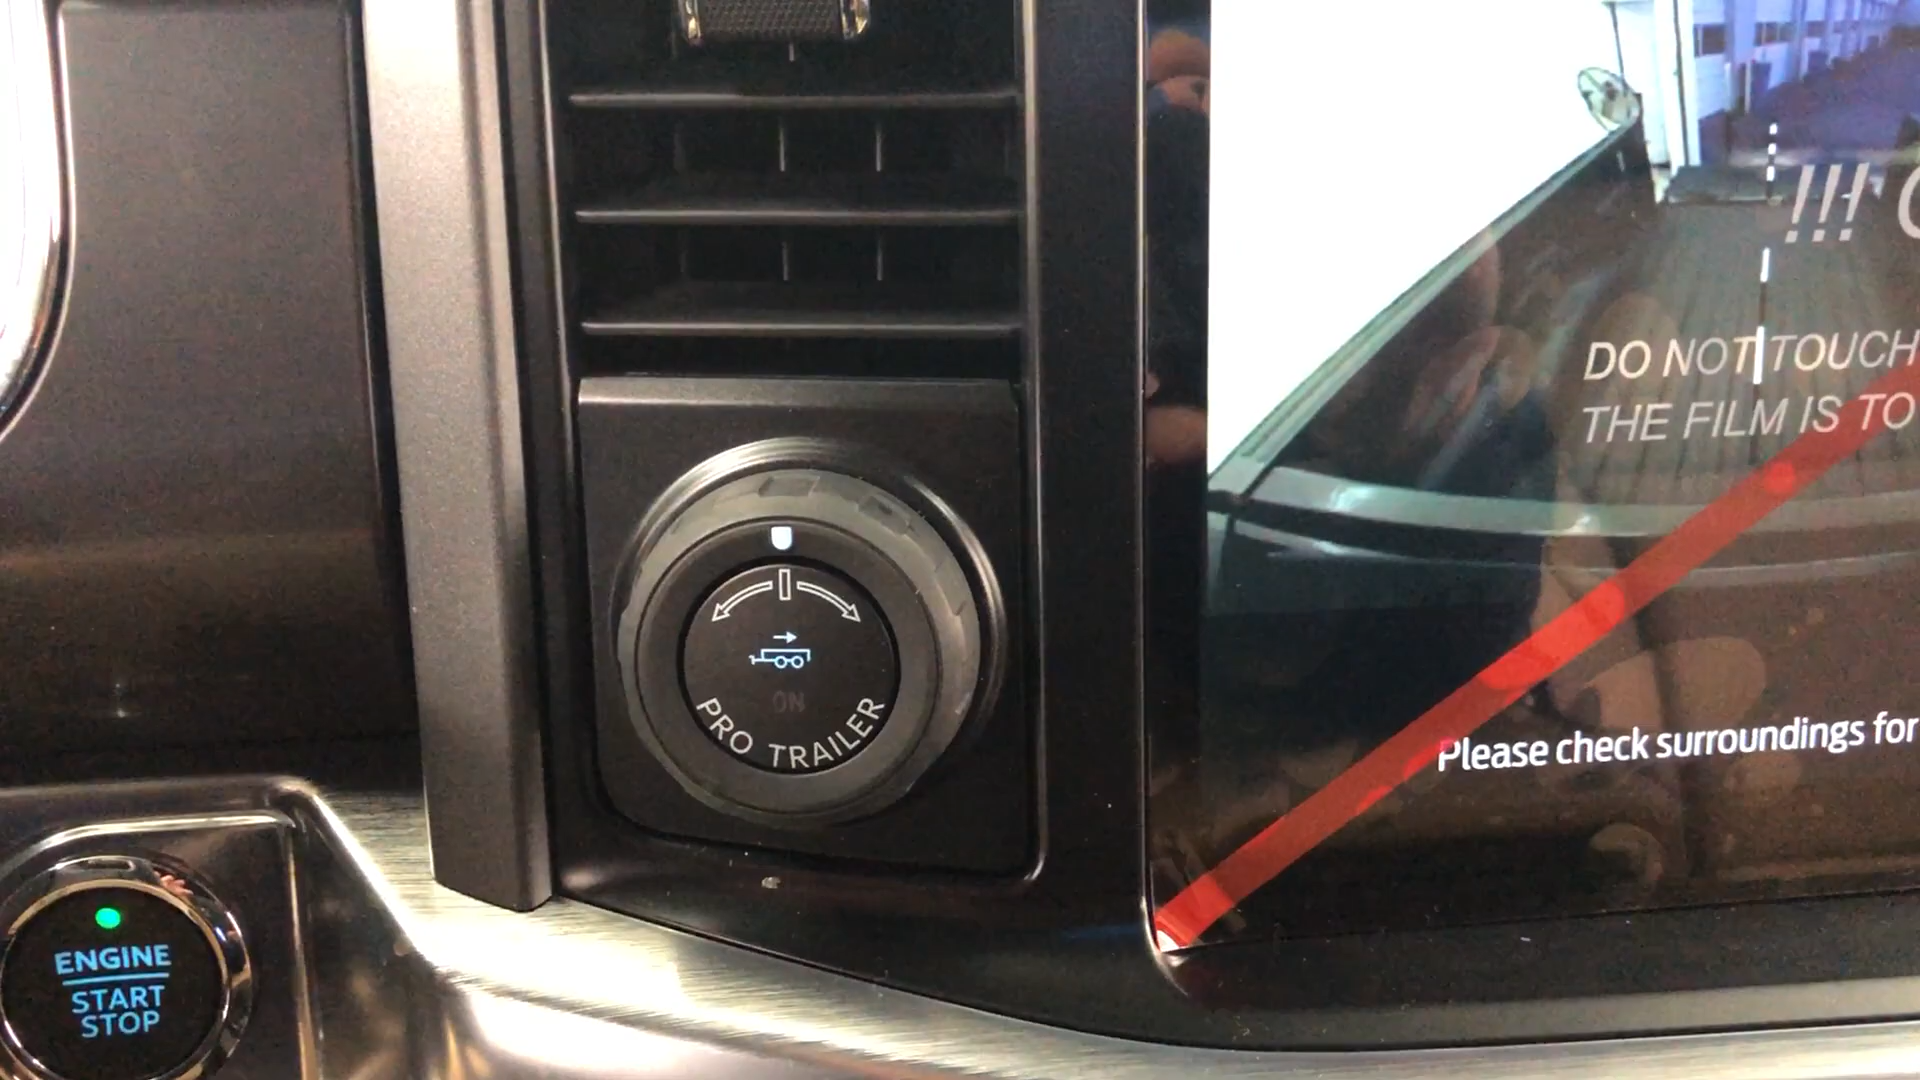 !!!
DO NOT TOUCH
THE FILM IS TO
Please check surroundings for
ON
PRO TRAILER
ENGINE
START
STOP